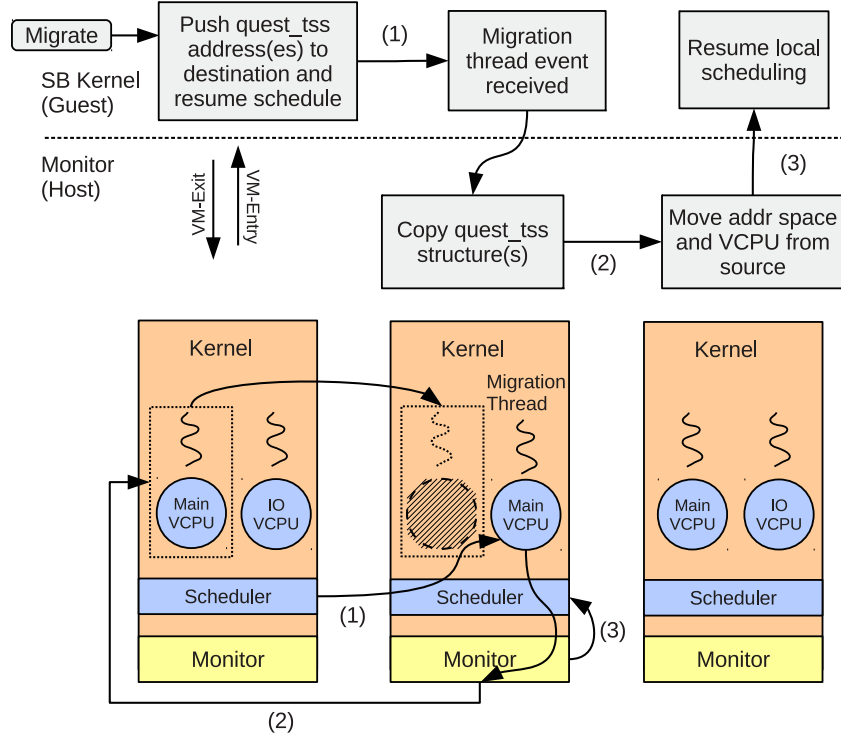 Migrate
Push quest_tss
address(es) to
destination and
resume schedule
(1)
Migration
thread event
received
Resume local
scheduling
SB Kernel
(Guest)
Monitor
(Host)
VM-Exit
VM-Entry
(3)
Copy quest_tss
structure(s)
(2)
Move addr space
and VCPU from
source
Kernel
Main
VCPU
IO
VCPU
Scheduler
Monitor
(1)
(2)
Kernel
Migration
Thread
Main
VCPU
Scheduler
Monitor
(3)
Kernel
Main
VCPU
IO
VCPU
Scheduler
Monitor